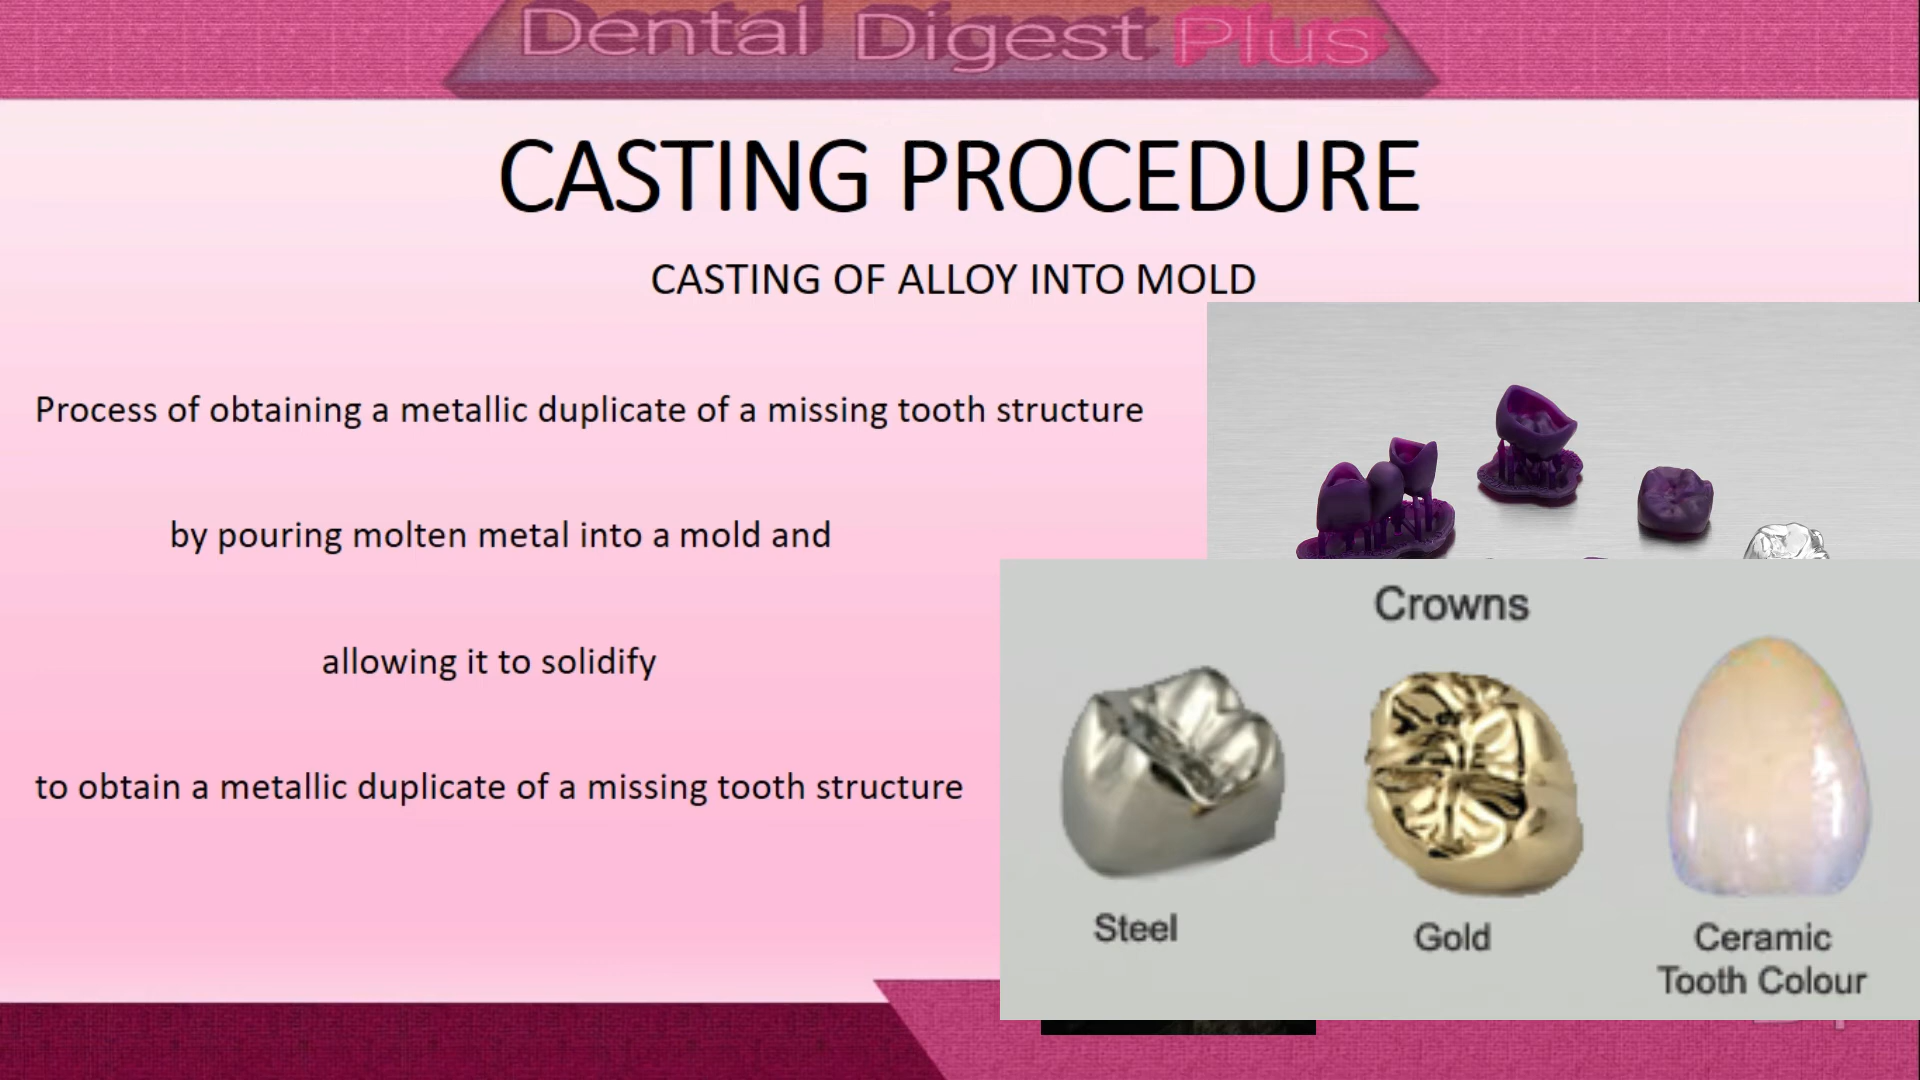 Dental Digest Plus
CASTING PROCEDURE
CASTING OF ALLOY INTO MOLD
Process of obtaining a metallic duplicate of a missing tooth structure
by pouring molten metal into a mold and
allowing it to solidify
to obtain a metallic duplicate of a missing tooth structure
Crowns
Steel
Gold
Ceramic
Tooth Colour